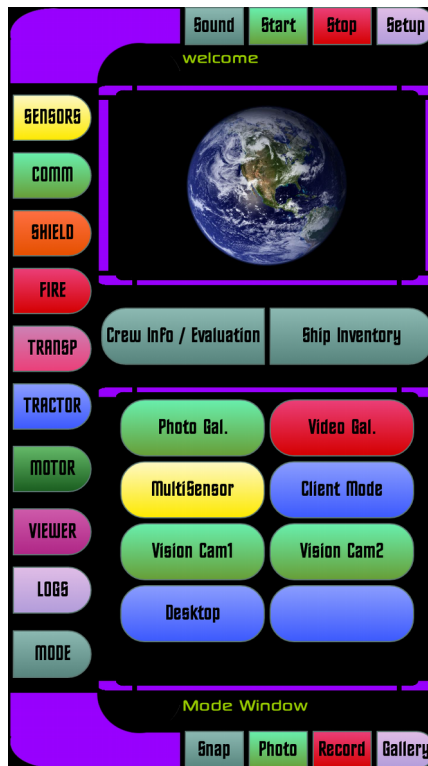 Sound Start Stop Setup
welcome
SENSORS
COMM
SHIELD
FIRE
TRANSP
TRACTOR
MOTOR
VIEWER
LOGS
MODE
Crew Info / Evaluation Ship Inventory
Photo Gal. Video Gal.
MultiSensor Client Mode
Vision Cam1 Vision Cam2
Desktop
Mode Window
Snap Photo Record Gallery